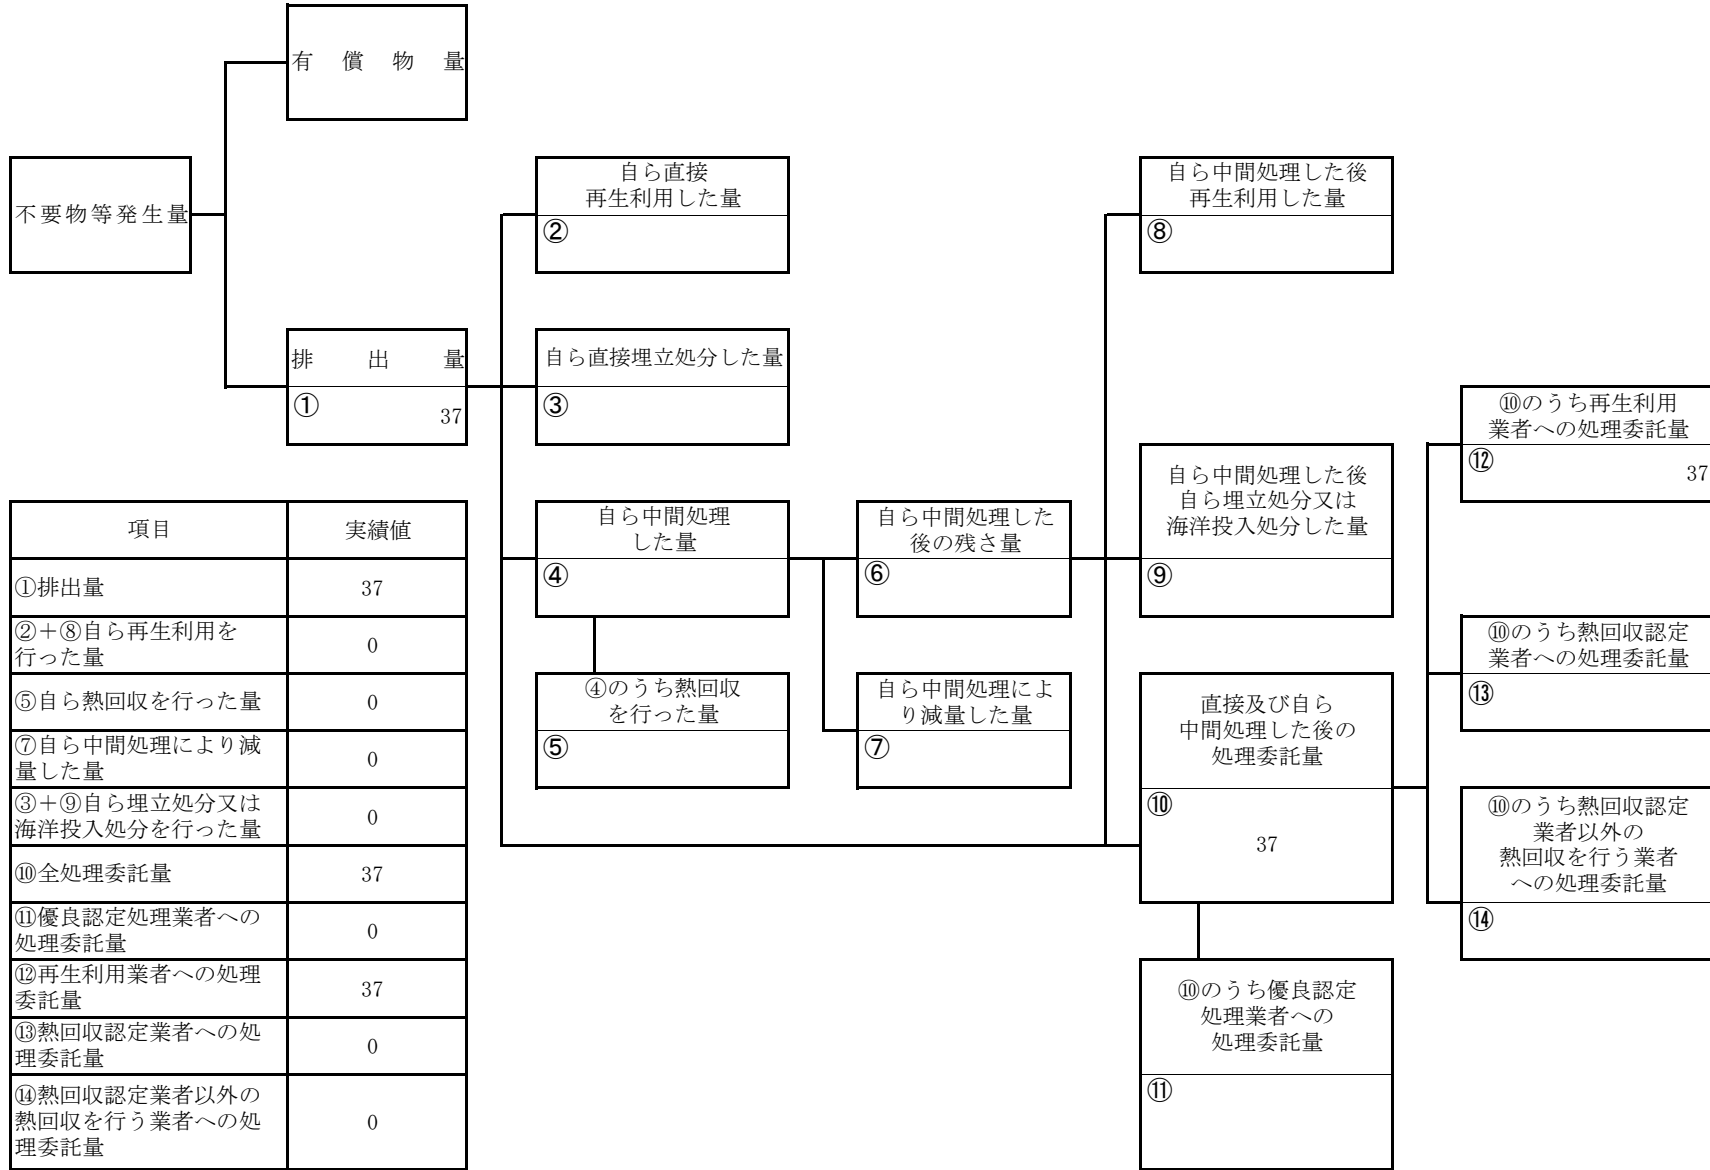 有償物量
不要物等発生量
自ら直接
再生利用した量
②
自ら中間処理した後
再生利用した量
⑧
排出量
①
37
自ら直接埋立処分した量
③
⑩のうち再生利用
業者への処理委託量
⑫
37
自ら中間処理
した量
④
自ら中間処理した
後の残さ量
⑥
自ら中間処理した後
自ら埋立処分又は
海洋投入処分した量
⑨
⑩のうち熱回収認定
業者への処理委託量
⑬
④のうち熱回収
を行った量
⑤
自ら中間処理によ
り減量した量
⑦
直接及び自ら
中間処理した後の
処理委託量
⑩
37
⑩のうち熱回収認定
業者以外の
熱回収を行う業者
への処理委託量
⑭
⑩のうち優良認定
処理業者への
処理委託量
⑪
項目 実績値
①排出量 37
②＋⑧自ら再生利用を
行った量 0
⑤自ら熱回収を行った量 0
⑦自ら中間処理により減
量した量 0
③＋⑨自ら埋立処分又は
海洋投入処分を行った量 0
⑩全処理委託量 37
⑪優良認定処理業者への
処理委託量 0
⑫再生利用業者への処理
委託量 37
⑬熱回収認定業者への処
理委託量 0
⑭熱回収認定業者以外の
熱回収を行う業者への処
理委託量 0